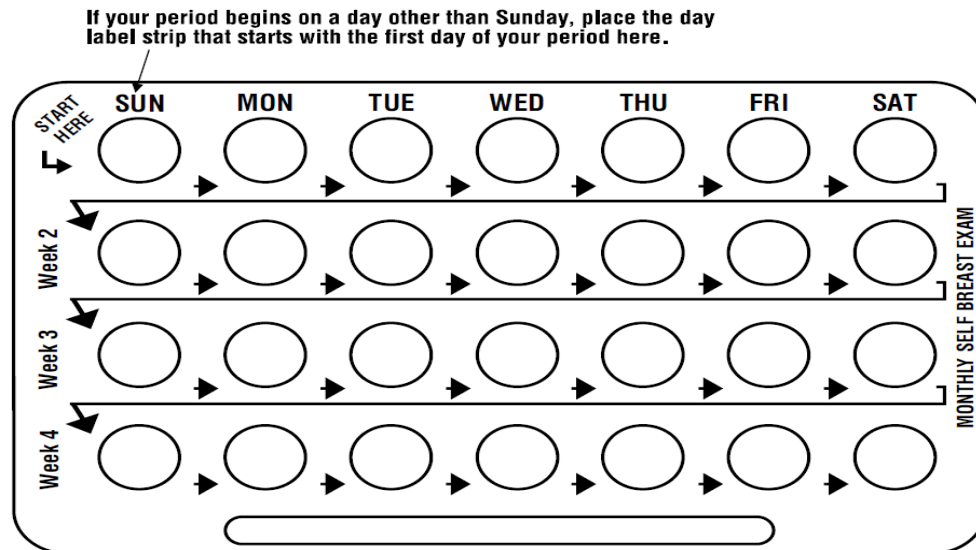 If your period begins on a day other than Sunday, place the day
label strip that starts with the first day of your period here.
START
HERE
SUN MON TUE WED THU FRI SAT
Week 2
Week 3
Week 4
MONTHLY SELF BREAST EXAM